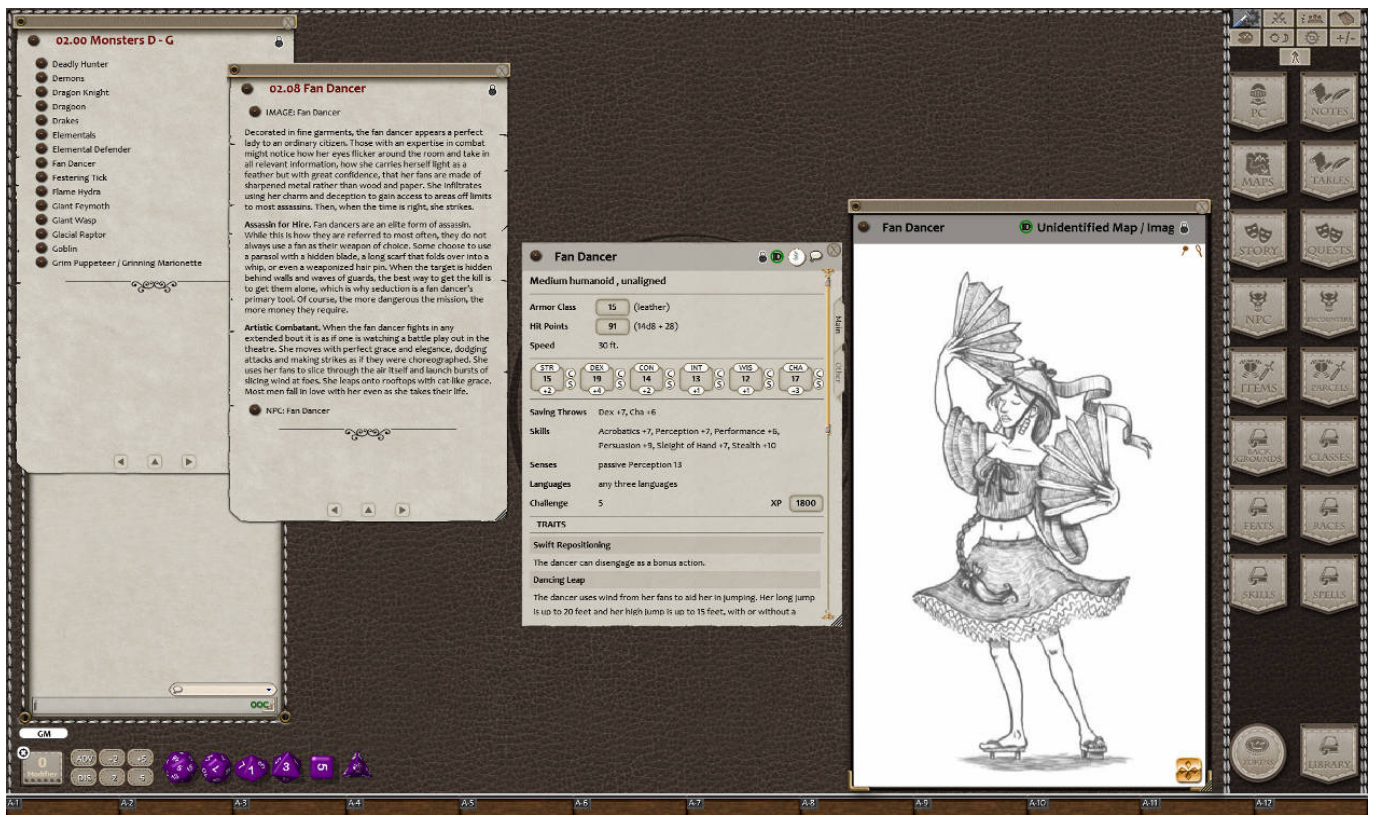 02.00 Monsters D - G
Deadly Hunter
Demons
Dragon Knight
Dragoon
Drakes
Elementals
Elemental Defender
Fan Dancer
Festering Tick
Flame Hydra
Giant Feymoth
Giant Wasp
Glacial Raptor
Goblin
Grim Puppeteer / Grinning Marionette
02.08 Fan Dancer
IMAGE: Fan Dancer
Decorated in fine garments, the fan dancer appears a perfect
lady to an ordinary citizen. Those with an expertise in combat
might notice how her eyes flicker around the room and take in
all relevant information, how she carries herself light as a
feather but with great confidence, that her fans are made of
sharpened metal rather than wood and paper. She infiltrates
using her charm and deception to gain access to areas off limits
to most assassins. Then, when the time is right, she strikes.
Assassin for Hire. Fan dancers are an elite form of assassin.
While this is how they are referred to most often, they do not
always use a fan as their weapon of choice. Some choose to use
a parasol with a hidden blade, a long scarf that folds over into a
whip, or even a weaponized hair pin. When the target is hidden
behind walls and waves of guards, the best way to get the kill is
to get them alone, which is why seduction is a fan dancer's
primary tool. Of course, the more dangerous the mission, the
more money they require.
Artistic Combatant. When the fan dancer fights in any
extended bout it is as if one is watching a battle play out in the
theatre. She moves with perfect grace and elegance, dodging
attacks and making strikes as if they were choreographed. She
uses her fans to slice through the air itself and launch bursts of
slicing wind at foes. She leaps onto rooftops with cat like grace.
Most men fall in love with her even as she takes their life.
NPC: Fan Dancer
OOC
GM
0
Modifier
ADV -2 +5
DIS
7 1 3 5
Fan Dancer
ID 3
Medium humanoid , unaligned
Armor Class 15 (leather)
Hit Points 91 (14d8 + 28)
Speed 30 ft.
STR DEX CON INT WIS CHA
15 C 19 C 14 C 13 C 12 C 17 C
+2 S +4 S +2 S +1 S +1 S +3 S
Saving Throws Dex +7, Cha +6
Skills Acrobatics +7, Perception +7, Performance +6,
Persuasion +9, Sleight of Hand +7, Stealth +10
Senses passive Perception 13
Languages any three languages
Challenge 5 XP 1800
TRAITS
Swift Repositioning
The dancer can disengage as a bonus action.
Dancing Leap
The dancer uses wind from her fans to aid her in jumping. Her long jump
is up to 20 feet and her high jump is up to 15 feet, with or without a
Main
Other
Fan Dancer ID Unidentified Map / Imag
+/-
PC NOTES
MAPS TABLES
STORY QUESTS
NPC ENCOUNTERS
ITEMS PARCELS
BACK
GROUNDS CLASSES
FEATS RACES
SKILLS SPELLS
TOKENS LIBRARY
A-1 A-2 A-3 A-4 A-5 A-6 A-7 A-8 A-9 A-10 A-11 A-12